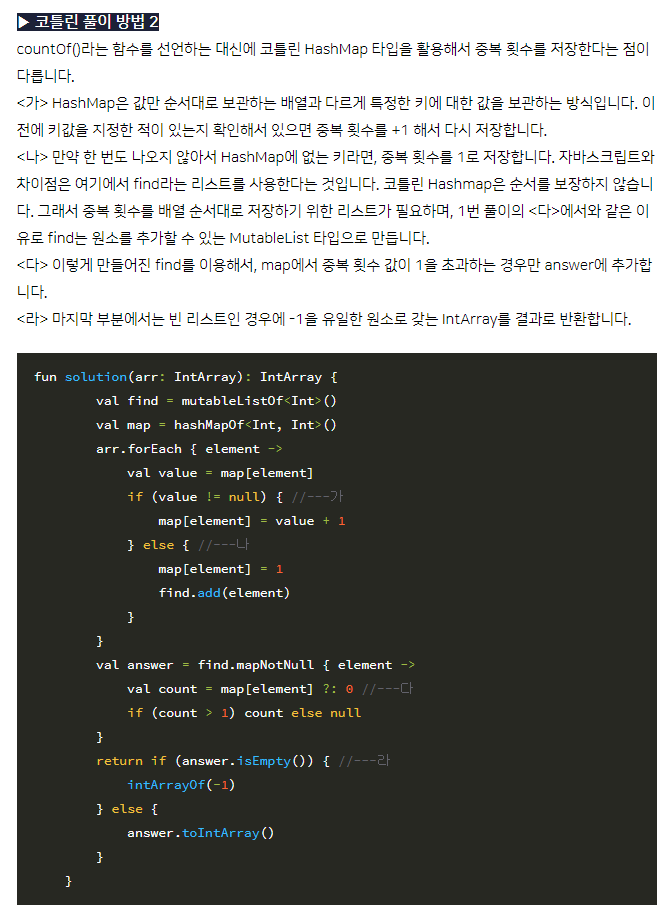 ▶ 코틀린 풀이 방법 2
countOf()라는 함수를 선언하는 대신에 코틀린 HashMap 타입을 활용해서 중복 횟수를 저장한다는 점이
다릅니다.
<가> HashMap은 값만 순서대로 보관하는 배열과 다르게 특정한 키에 대한 값을 보관하는 방식입니다. 이
전에 키값을 지정한 적이 있는지 확인해서 있으면 중복 횟수를 +1 해서 다시 저장합니다.
<나> 만약 한 번도 나오지 않아서 HashMap에 없는 키라면, 중복 횟수를 1로 저장합니다. 자바스크립트와
차이점은 여기에서 find라는 리스트를 사용한다는 것입니다. 코틀린 Hashmap은 순서를 보장하지 않습니
다. 그래서 중복 횟수를 배열 순서대로 저장하기 위한 리스트가 필요하며, 1번 풀이의 <다>에서와 같은 이
유로 find는 원소를 추가할 수 있는 MutableList 타입으로 만듭니다.
<다> 이렇게 만들어진 find를 이용해서, map에서 중복 횟수 값이 1을 초과하는 경우만 answer에 추가합
니다.
<라> 마지막 부분에서는 빈 리스트인 경우에 -1을 유일한 원소로 갖는 IntArray를 결과로 반환합니다.
fun solution(arr: IntArray): IntArray {
val find = mutableListOf<Int>()
val map = hashMapOf<Int, Int>()
arr.forEach { element ->
val value = map[element]
if (value != null) { //---가
map[element] = value + 1
} else { //---나
map[element] = 1
find.add(element)
}
}
val answer = find.mapNotNull { element ->
val count = map[element] ?: 0 //---다
if (count > 1) count else null
}
return if (answer.isEmpty()) { //---라
intArrayOf(-1)
} else {
answer.toIntArray()
}
}